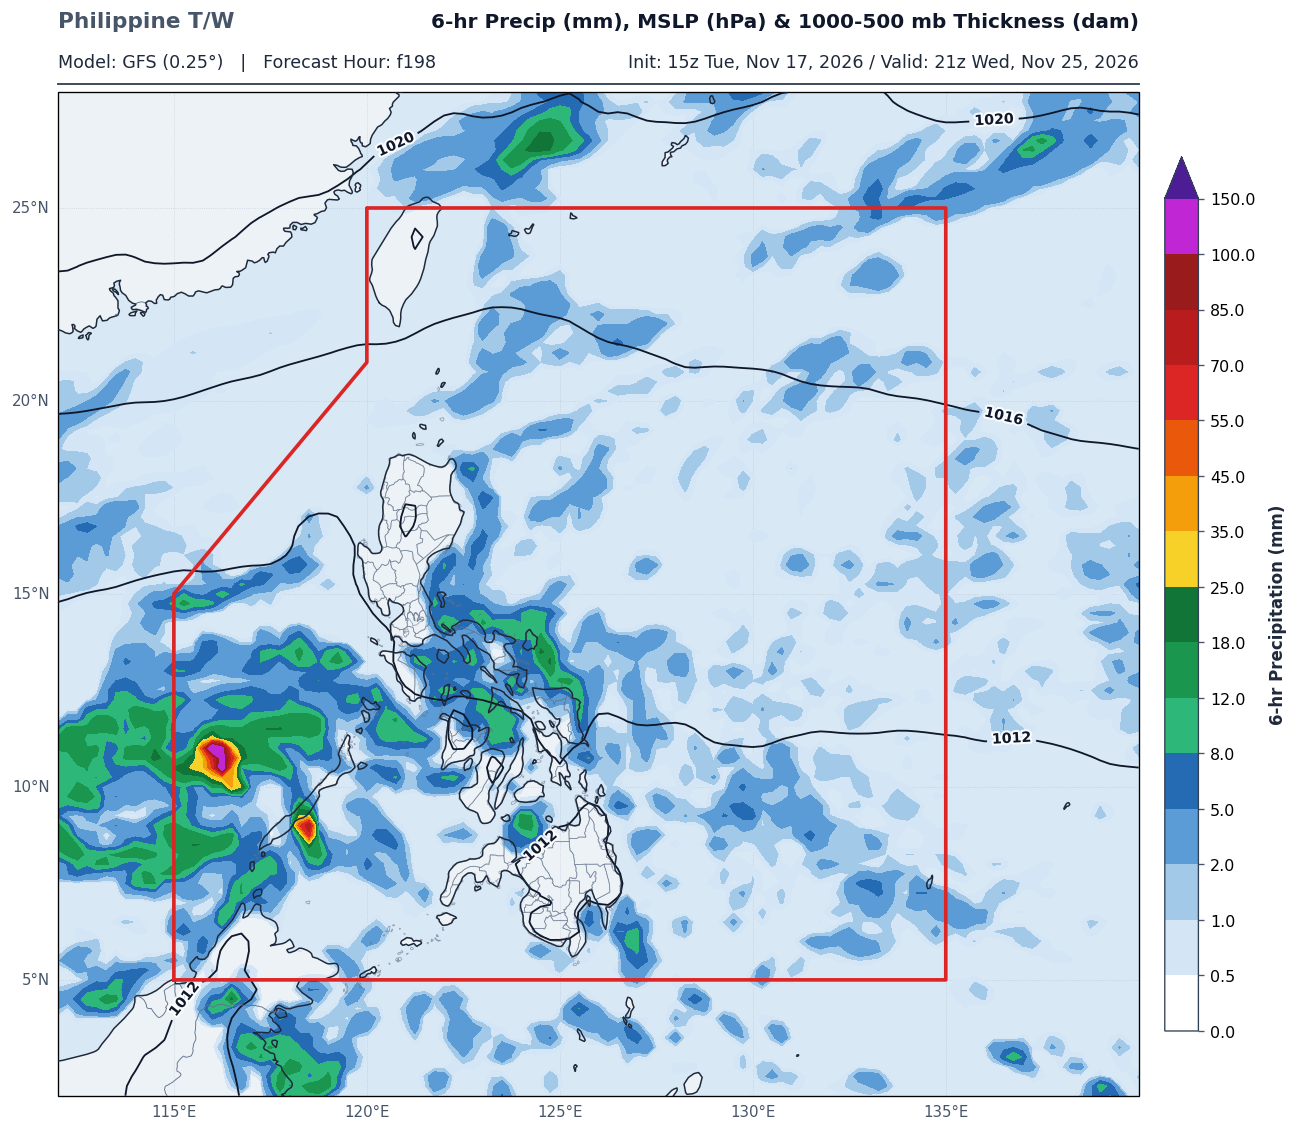 Philippine T/W
6-hr Precip (mm), MSLP (hPa) & 1000-500 mb Thickness (dam)
Model: GFS (0.25°) | Forecast Hour: f198
Init: 15z Tue, Nov 17, 2026 / Valid: 21z Wed, Nov 25, 2026
1020
1020
1016
1012
1012
1012
25°N
20°N
15°N
10°N
5°N
115°E
120°E
125°E
130°E
135°E
150.0
100.0
85.0
70.0
55.0
45.0
35.0
25.0
18.0
12.0
8.0
5.0
2.0
1.0
0.5
0.0
6-hr Precipitation (mm)